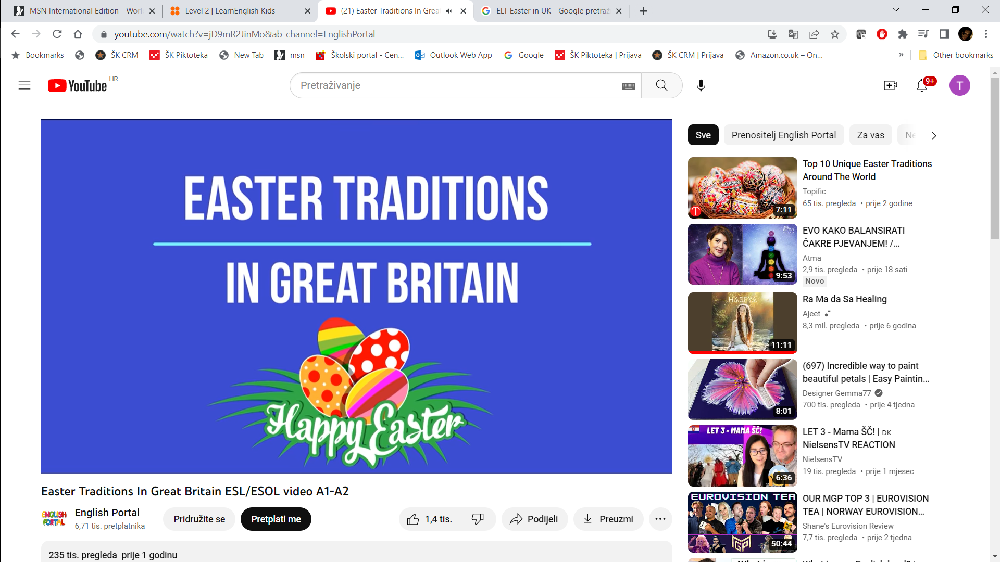 MSN International Edition - Worl
Level 2 | LearnEnglish Kids
(21) Easter Traditions In Grea
ELT Easter in UK - Google pretraž
youtube.com/watch?v=jD9mR2JinMo&ab_channel=EnglishPortal
Bookmarks
ŠK CRM
ŠK Piktoteka
New Tab
msn
Školski portal - Cen...
Outlook Web App
Google
ŠK Piktoteka | Prijava
ŠK CRM | Prijava
Amazon.co.uk – On...
»
Other bookmarks
YouTube HR
Pretraživanje
9+
T
EASTER TRADITIONS
IN GREAT BRITAIN
Happy Easter
Easter Traditions In Great Britain ESL/ESOL video A1-A2
ENGLISH
PORTAL
English Portal
6,71 tis. pretplatnika
Pridružite se
Pretplati me
1,4 tis.
Podijeli
Preuzmi
235 tis. pregleda prije 1 godinu
Sve
Prenositelj English Portal
Za vas
Ne
7:11
Top 10 Unique Easter Traditions
Around The World
Topific
65 tis. pregleda • prije 2 godine
alma
9:53
EVO KAKO BALANSIRATI
ČAKRE PJEVANJEM! /...
Atma
2,9 tis. pregleda • prije 18 sati
Novo
HASEYA
11:11
Ra Ma da Sa Healing
Ajeet
8,3 mil. pregleda • prije 6 godina
8:01
(697) Incredible way to paint
beautiful petals | Easy Paintin...
Designer Gemma77
700 tis. pregleda • prije 4 tjedna
LET 3 - MAMA ŠČ!
6:36
LET 3 - Mama ŠČ! | DK
NielsensTV REACTION
NielsensTV
19 tis. pregleda • prije 1 mjesec
EUROVISION TEA
MGP
50:44
OUR MGP TOP 3 | EUROVISION
TEA | NORWAY EUROVISION...
Shane's Eurovision Review
7,7 tis. pregleda • prije 2 tjedna